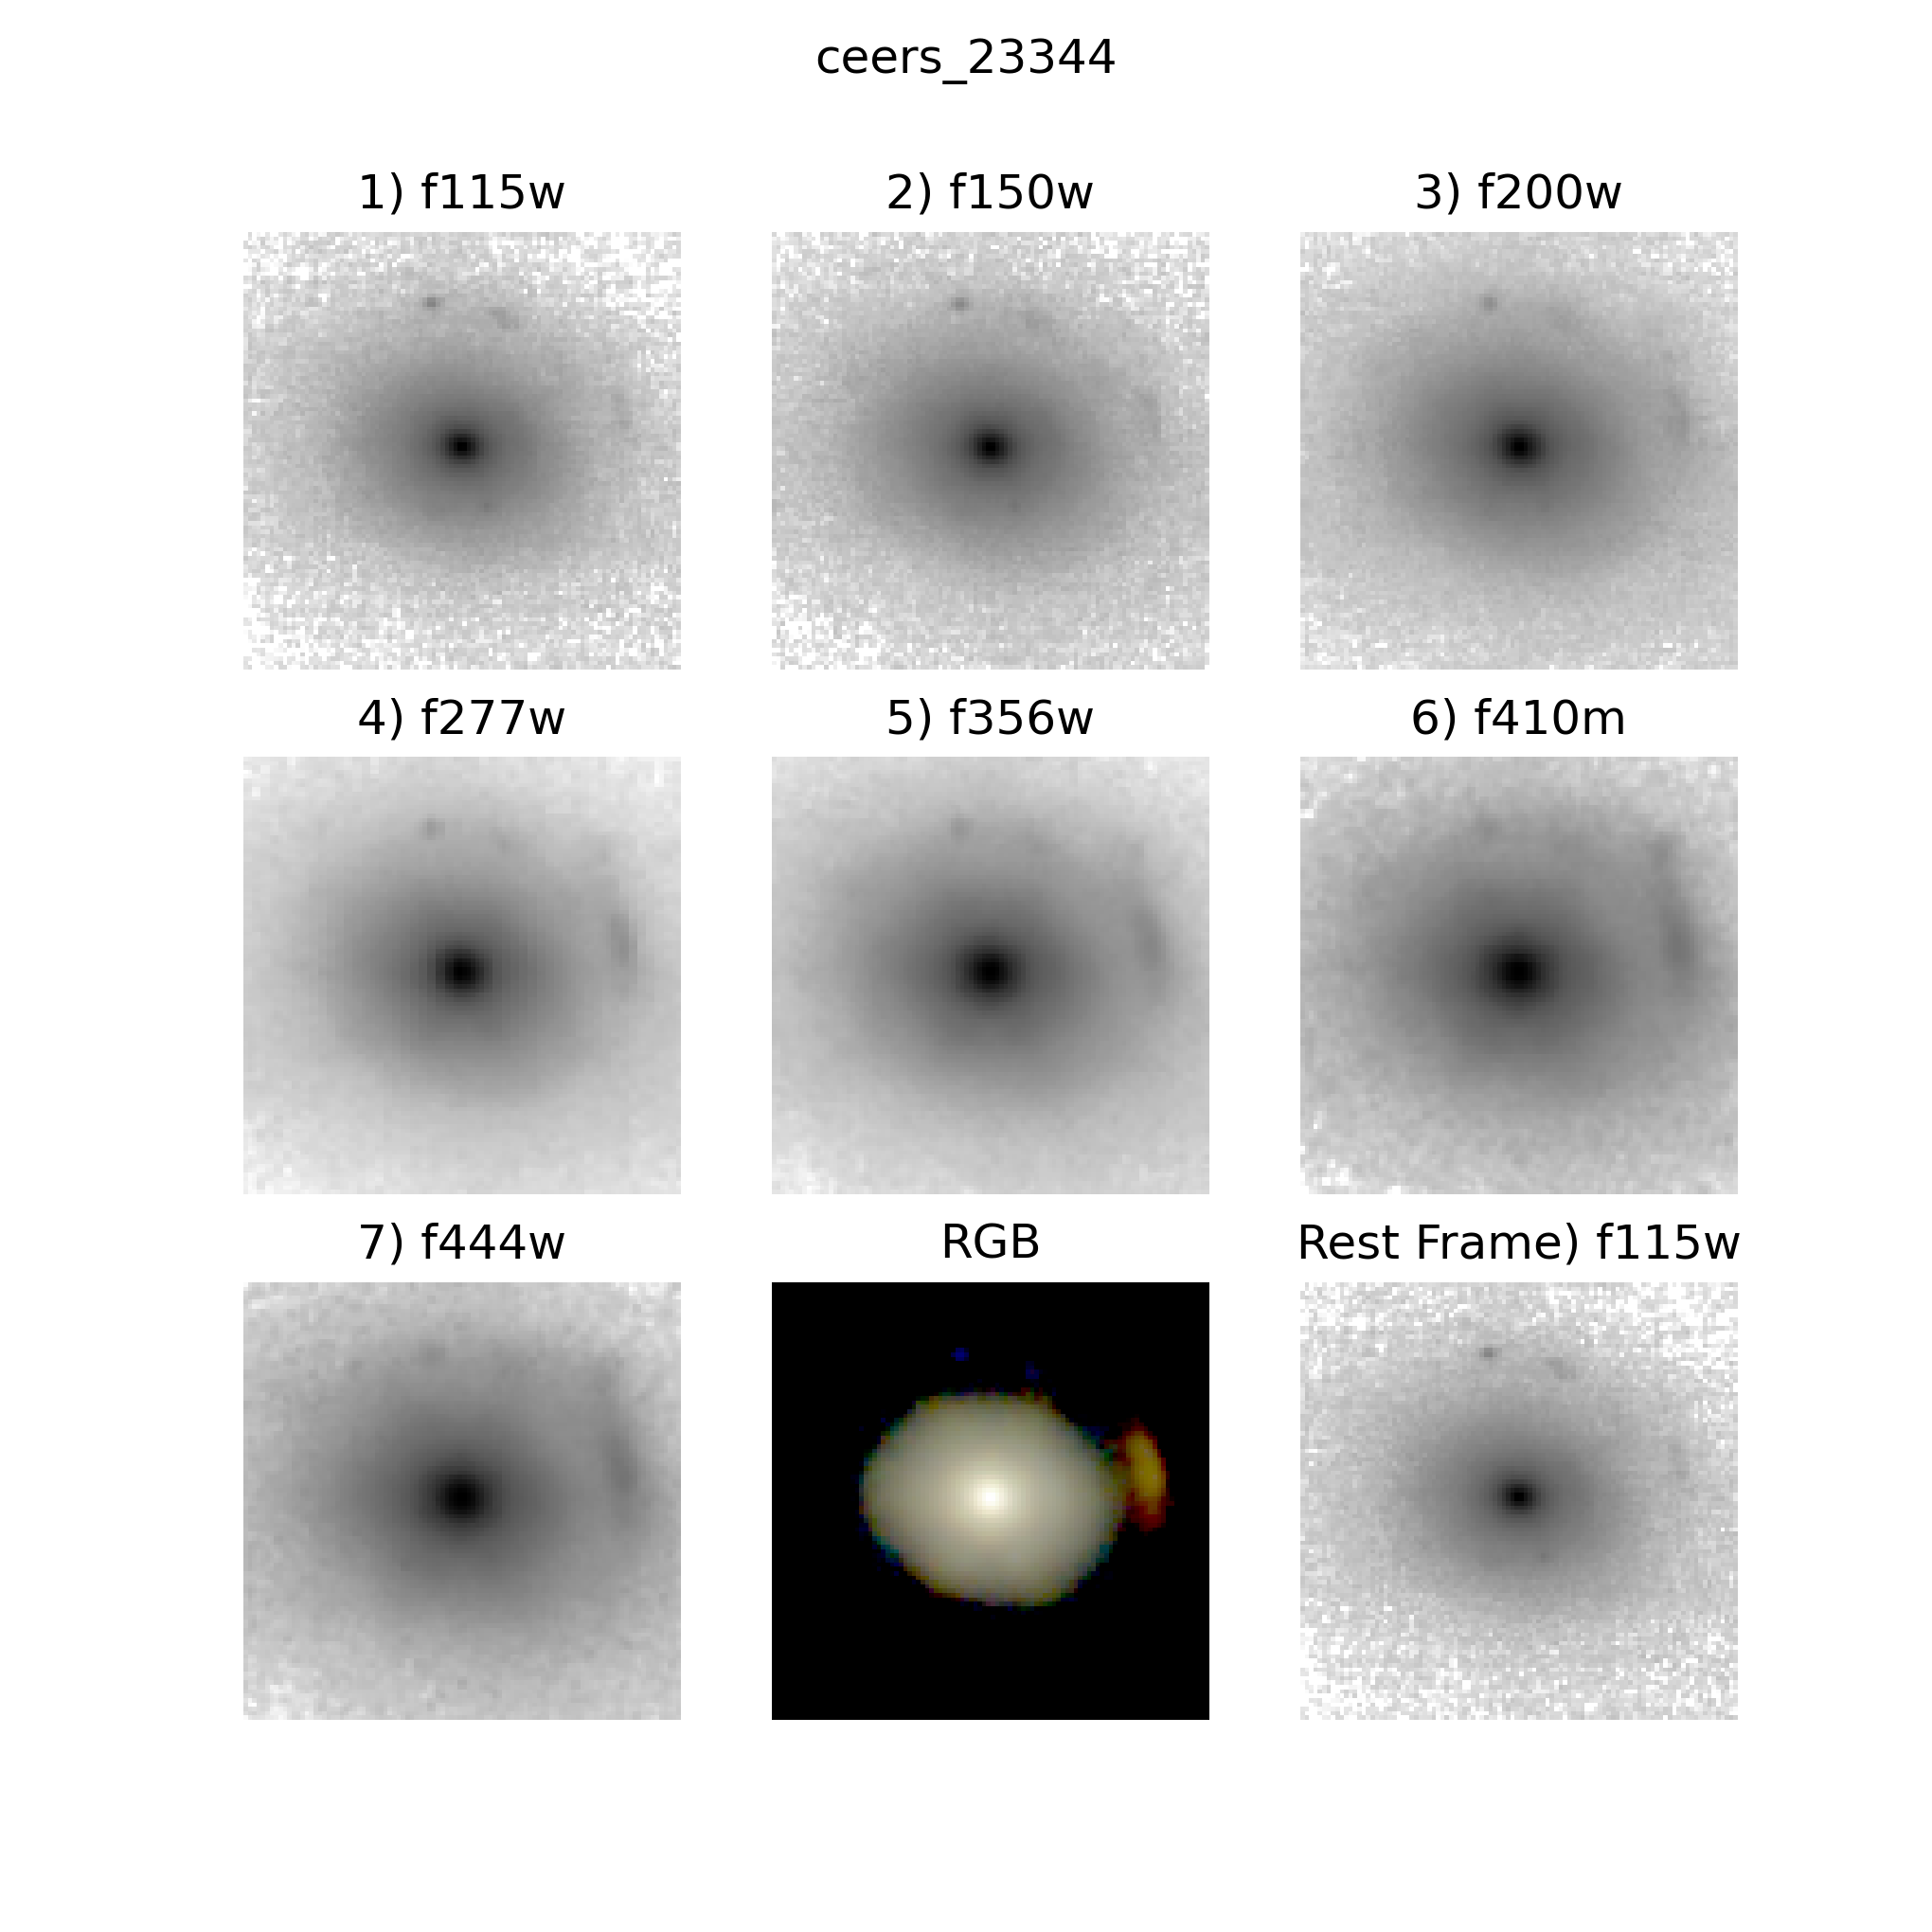 ceers_23344
1) f115w
2) f150w
3) f200w
4) f277w
5) f356w
6) f410m
7) f444w
RGB
Rest Frame) f115w